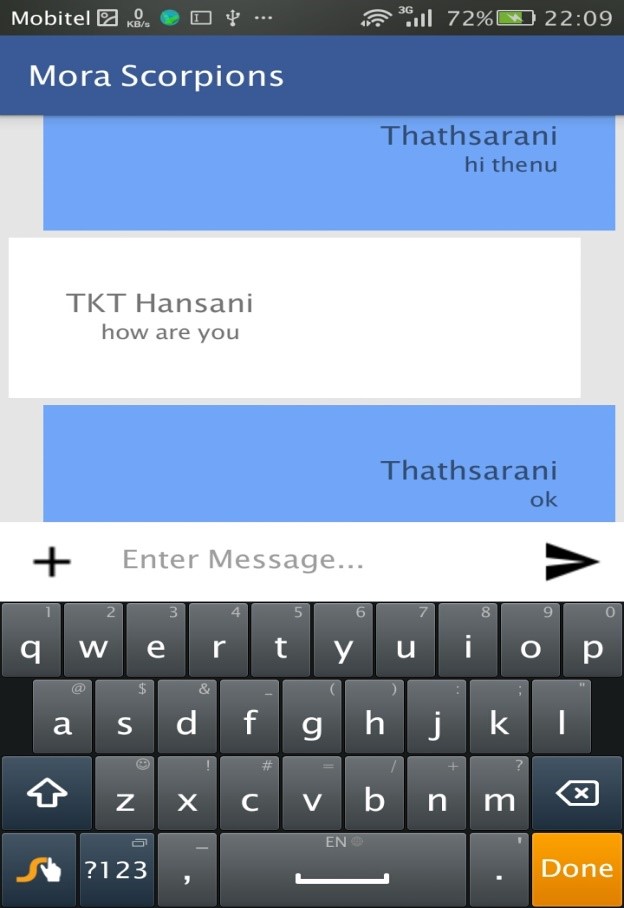 Mobitel 0 KB/s 3G 72% 22:09
Mora Scorpions
Thathsarani
hi thenu
TKT Hansani
how are you
Thathsarani
ok
Enter Message...
1 2 3 4 5 6 7 8 9 0
q w e r t y u i o p
@ $ & _ ( ) : ; "
a s d f g h j k l
! # = / + ?
z x c v b n m
EN '
?123 , . Done